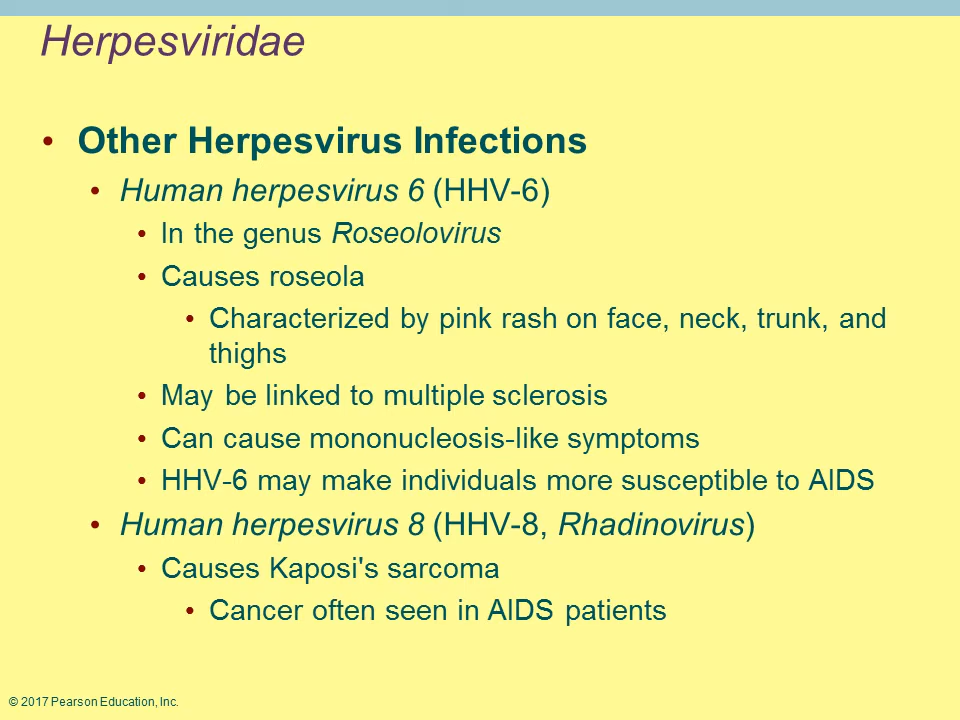 Herpesviridae
• Other Herpesvirus Infections
• Human herpesvirus 6 (HHV-6)
• In the genus Roseolovirus
• Causes roseola
• Characterized by pink rash on face, neck, trunk, and
thighs
• May be linked to multiple sclerosis
• Can cause mononucleosis-like symptoms
• HHV-6 may make individuals more susceptible to AIDS
• Human herpesvirus 8 (HHV-8, Rhadinovirus)
• Causes Kaposi's sarcoma
• Cancer often seen in AIDS patients
© 2017 Pearson Education, Inc.